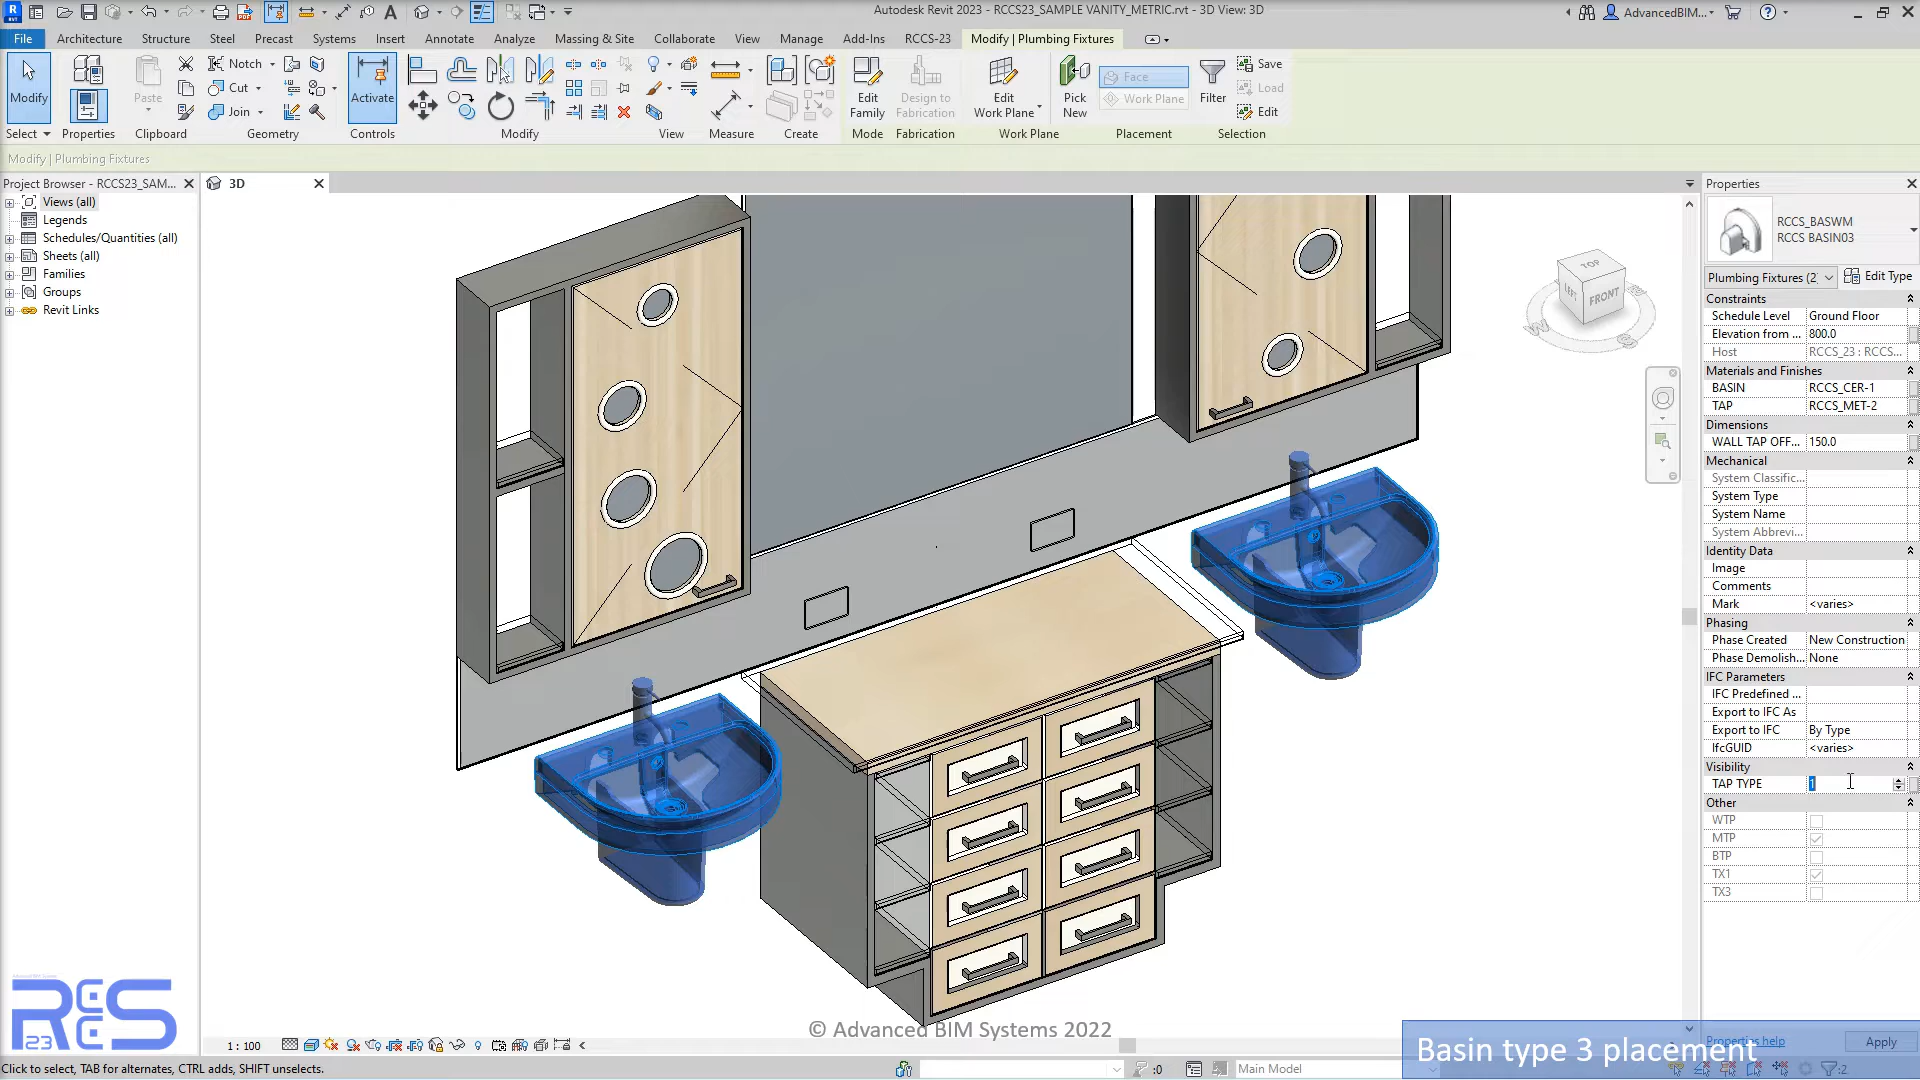 Autodesk Revit 2023 - RCCS23_SAMPLE VANITY_METRIC.rvt - 3D View: 3D
AdvancedBIM...
File Architecture Structure Steel Precast Systems Insert Annotate Analyze Massing & Site Collaborate View Manage Add-Ins RCCS-23 Modify | Plumbing Fixtures
Modify
Paste
Notch
Cut
Join
Activate
Edit
Family
Design to
Fabrication
Edit
Work Plane
Pick
New
Face
Work Plane
Filter
Save
Load
Edit
Select Properties Clipboard Geometry Controls Modify View Measure Create Mode Fabrication Work Plane Placement Selection
Modify | Plumbing Fixtures
Project Browser - RCCS23_SAM...
Views (all)
Legends
Schedules/Quantities (all)
Sheets (all)
Families
Groups
Revit Links
3D
TOP
LEFT
FRONT
W
S
Properties
RCCS_BASWM
RCCS BASIN03
Plumbing Fixtures (2) Edit Type
Constraints
Schedule Level Ground Floor
Elevation from ... 800.0
Host RCCS_23 : RCCS...
Materials and Finishes
BASIN RCCS_CER-1
TAP RCCS_MET-2
Dimensions
WALL TAP OFF... 150.0
Mechanical
System Classific...
System Type
System Name
System Abbrevi...
Identity Data
Image
Comments
Mark <varies>
Phasing
Phase Created New Construction
Phase Demolish... None
IFC Parameters
IFC Predefined ...
Export to IFC As
Export to IFC By Type
IfcGUID <varies>
Visibility
TAP TYPE 1
Other
WTP
MTP
BTP
TX1
TX3
Properties help Apply
RCCS
23
© Advanced BIM Systems 2022
Basin type 3 placement
1 : 100
Click to select, TAB for alternates, CTRL adds, SHIFT unselects.
:0
Main Model
:2